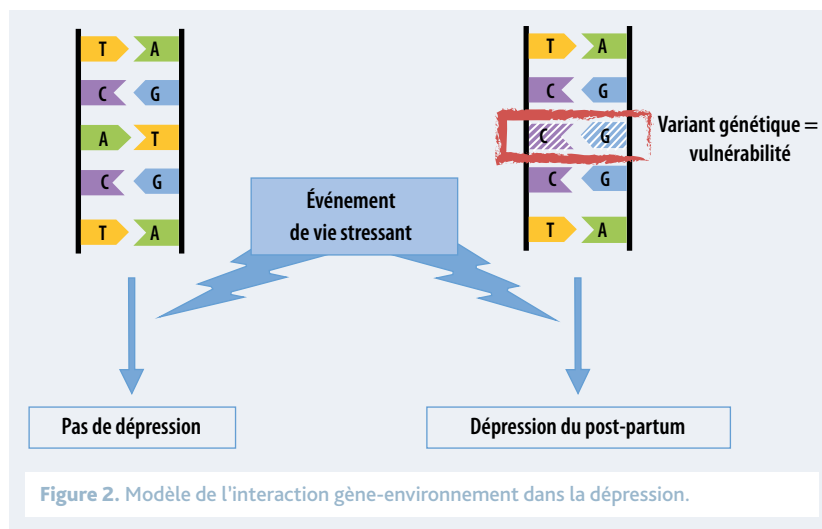 T A T A
C G C G
A T C G Variant génétique =
vulnérabilité
C G C G
Événement
de vie stressant
T A T A
Pas de dépression Dépression du post-partum
Figure 2. Modèle de l'interaction gène-environnement dans la dépression.